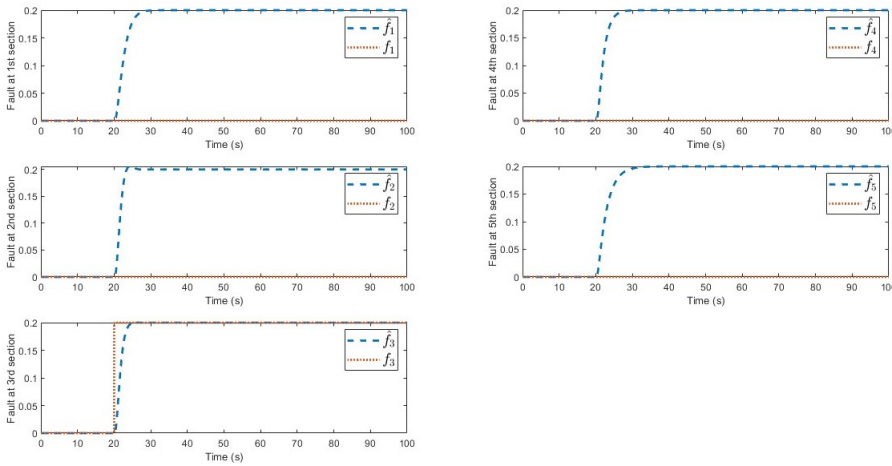 0.2
0.15
0.1
0.05
0
Fault at 1st section
0 10 20 30 40 50 60 70 80 90 100
Time (s)
f̂₁
f₁
0.2
0.15
0.1
0.05
0
Fault at 4th section
0 10 20 30 40 50 60 70 80 90 100
Time (s)
f̂₄
f₄
0.2
0.15
0.1
0.05
0
Fault at 2nd section
0 10 20 30 40 50 60 70 80 90 100
Time (s)
f̂₂
f₂
0.2
0.15
0.1
0.05
0
Fault at 5th section
0 10 20 30 40 50 60 70 80 90 100
Time (s)
f̂₅
f₅
0.2
0.15
0.1
0.05
0
Fault at 3rd section
0 10 20 30 40 50 60 70 80 90 100
Time (s)
f̂₃
f₃